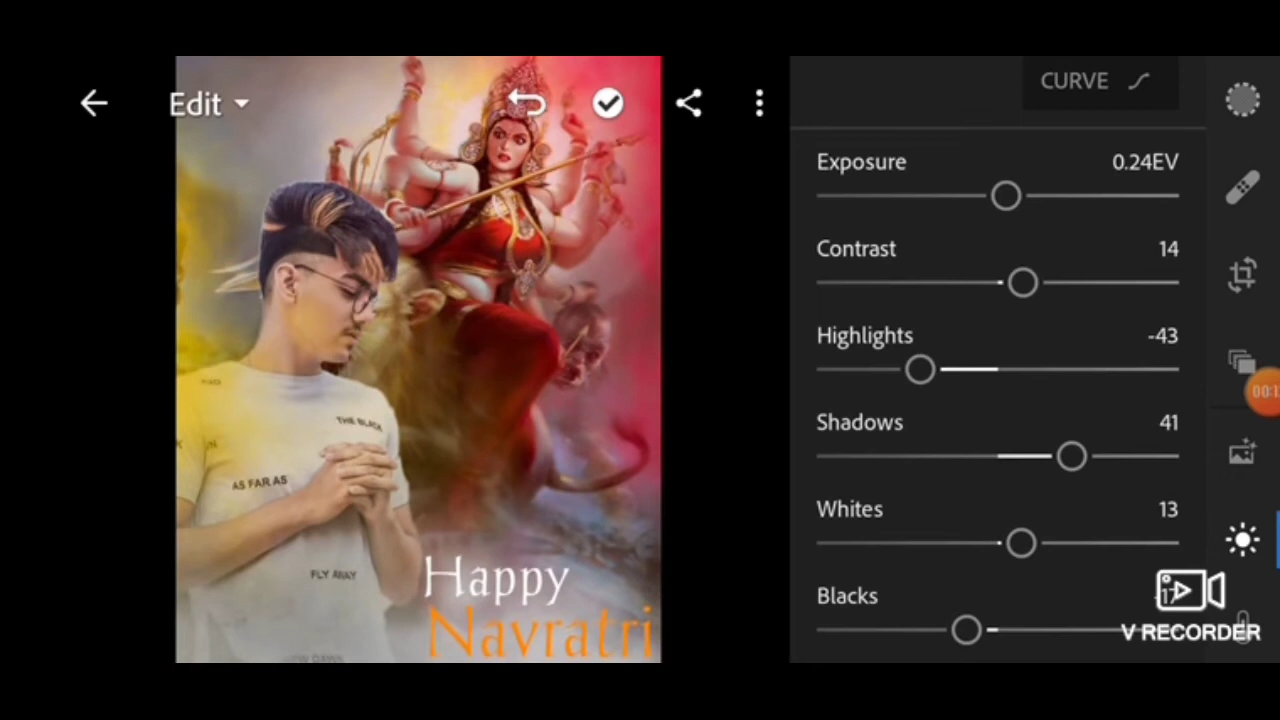 Edit
CURVE
Exposure 0.24EV
Contrast 14
Highlights -43
Shadows 41
Whites 13
Blacks
V RECORDER
THE BLACK
AS FAR AS
FLY AWAY
Happy
Navratri